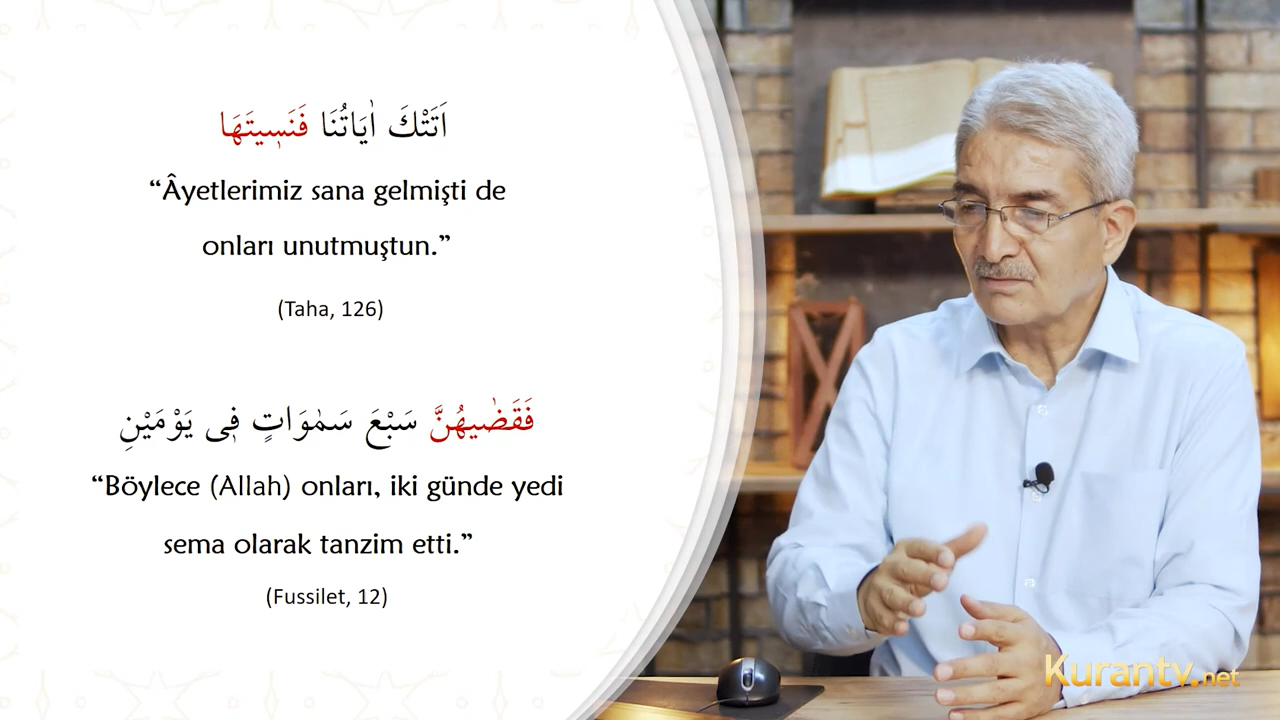 اَتَتْكَ اٰيَاتُنَا فَنَس۪يتَهَا
“Âyetlerimiz sana gelmişti de
onları unutmuştun.”
(Taha, 126)
فَقَضٰيهُنَّ سَبْعَ سَمٰوَاتٍ ف۪ى يَوْمَيْنِ
“Böylece (Allah) onları, iki günde yedi
sema olarak tanzim etti.”
(Fussilet, 12)
Kurantv.net